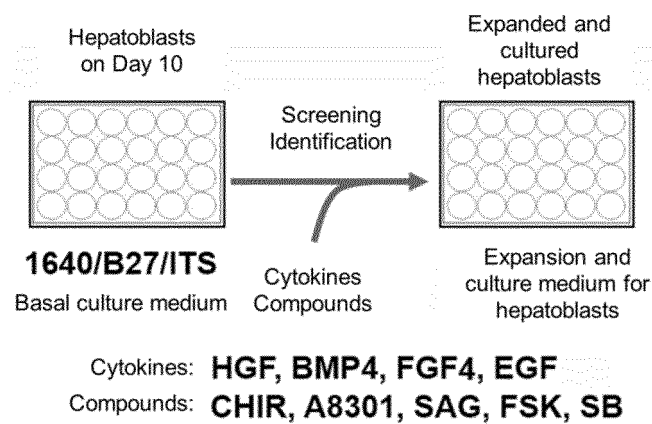 Hepatoblasts
on Day 10
Expanded and
cultured
hepatoblasts
Screening
Identification
1640/B27/ITS
Basal culture medium
Cytokines
Compounds
Expansion and
culture medium for
hepatoblasts
Cytokines: HGF, BMP4, FGF4, EGF
Compounds: CHIR, A8301, SAG, FSK, SB